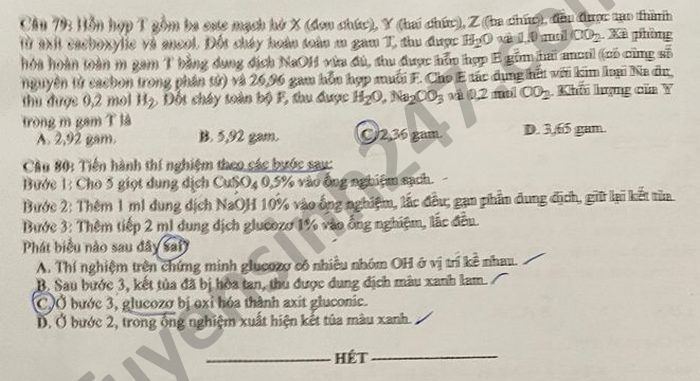 Câu 79: Hỗn hợp T gồm ba este mạch hở X (đơn chức), Y (hai chức), Z (ba chức), đều được tạo thành
từ axit cacboxylic và ancol. Đốt cháy hoàn toàn m gam T, thu được H₂O và 1,0 mol CO₂. Xà phòng
hóa hoàn toàn m gam T bằng dung dịch NaOH vừa đủ, thu được hỗn hợp E gồm hai ancol (có cùng số
nguyên tử cacbon trong phân tử) và 26,96 gam hỗn hợp muối F. Cho E tác dụng hết với kim loại Na dư,
thu được 0,2 mol H₂. Đốt cháy toàn bộ F, thu được H₂O, Na₂CO₃ và 0,2 mol CO₂. Khối lượng của Y
trong m gam T là
A. 2,92 gam. B. 5,92 gam. C. 2,36 gam. D. 3,65 gam.
Câu 80: Tiến hành thí nghiệm theo các bước sau:
Bước 1: Cho 5 giọt dung dịch CuSO₄ 0,5% vào ống nghiệm sạch.
Bước 2: Thêm 1 ml dung dịch NaOH 10% vào ống nghiệm, lắc đều; gạn phần dung dịch, giữ lại kết tủa.
Bước 3: Thêm tiếp 2 ml dung dịch glucozơ 1% vào ống nghiệm, lắc đều.
Phát biểu nào sau đây sai?
A. Thí nghiệm trên chứng minh glucozơ có nhiều nhóm OH ở vị trí kề nhau.
B. Sau bước 3, kết tủa đã bị hòa tan, thu được dung dịch màu xanh lam.
C. Ở bước 3, glucozơ bị oxi hóa thành axit gluconic.
D. Ở bước 2, trong ống nghiệm xuất hiện kết tủa màu xanh.
HẾT
Tuyensinh247.com